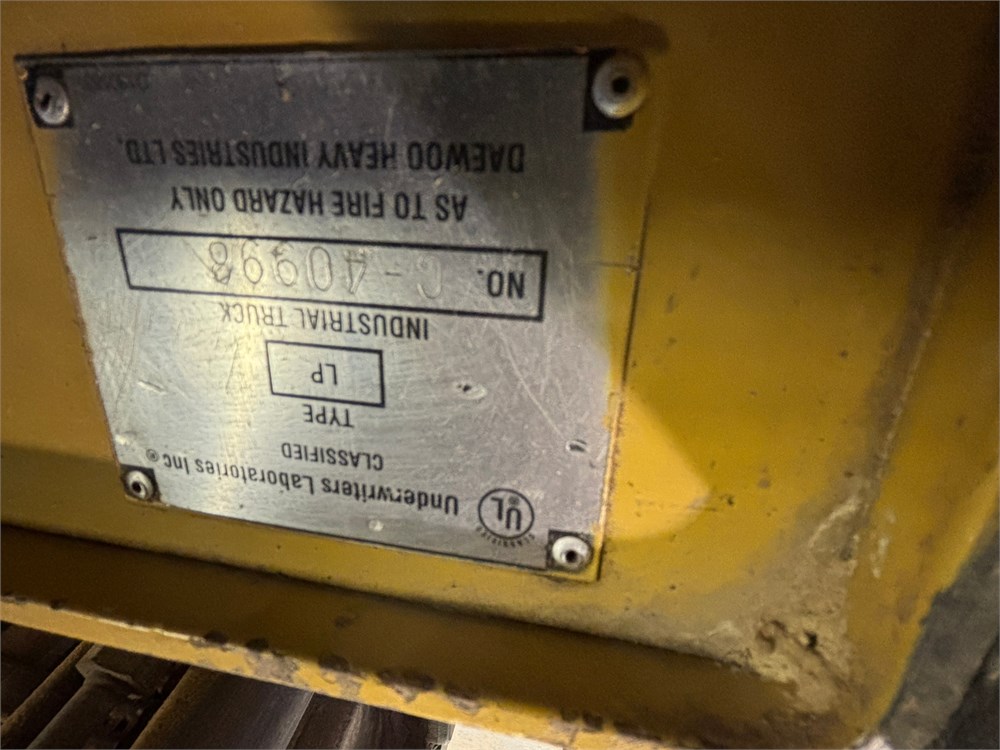 CLASSIFIED
UL®
Underwriters Laboratories Inc®
CLASSIFIED
TYPE
LP
INDUSTRIAL TRUCK
NO. C-40998
AS TO FIRE HAZARD ONLY
DAEWOO HEAVY INDUSTRIES LTD.